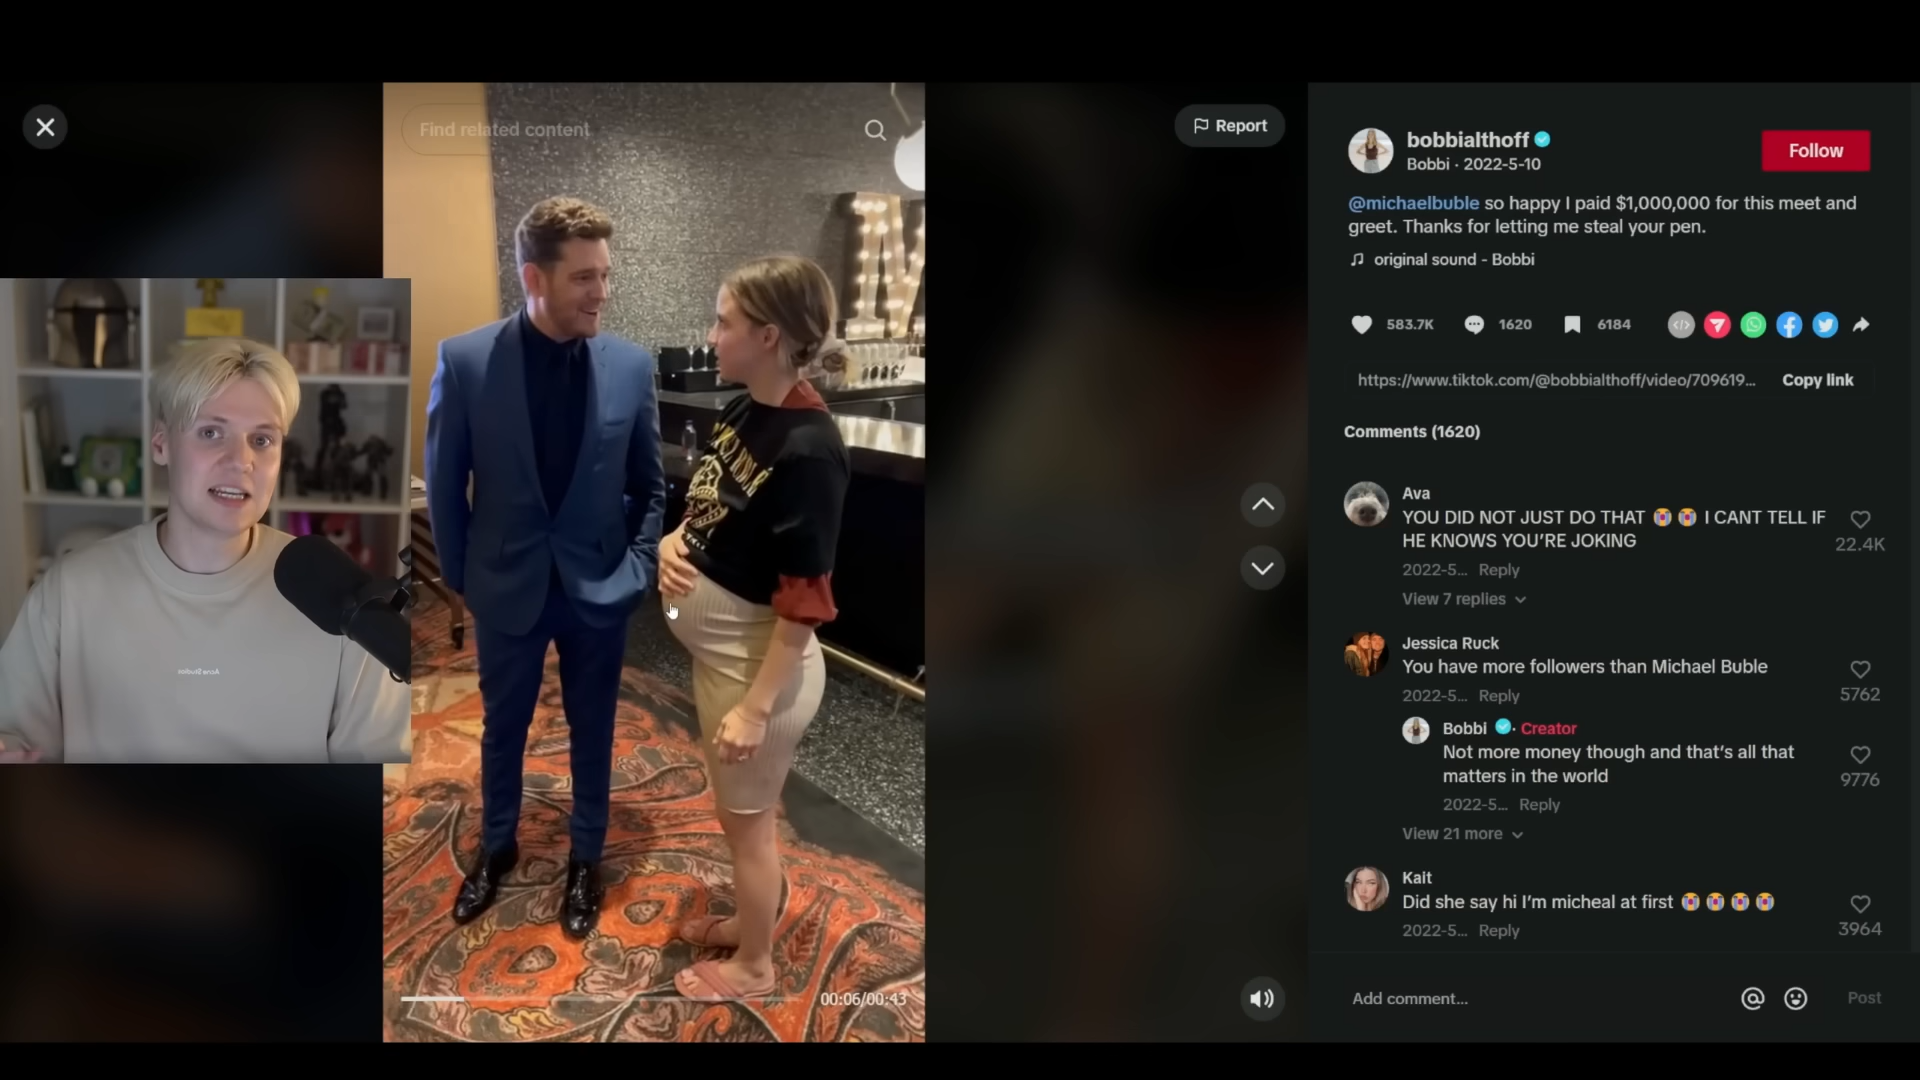 Find related content
Report
00:06/00:43
bobbialthoff
Bobbi · 2022-5-10
Follow
@michaelbuble so happy I paid $1,000,000 for this meet and
greet. Thanks for letting me steal your pen.
original sound - Bobbi
583.7K
1620
6184
https://www.tiktok.com/@bobbialthoff/video/709619...
Copy link
Comments (1620)
Ava
YOU DID NOT JUST DO THAT 😭 😭 I CANT TELL IF
HE KNOWS YOU'RE JOKING
22.4K
2022-5... Reply
View 7 replies
Jessica Ruck
You have more followers than Michael Buble
5762
2022-5... Reply
Bobbi · Creator
Not more money though and that's all that
matters in the world
9776
2022-5... Reply
View 21 more
Kait
Did she say hi I'm micheal at first 😭 😭 😭 😭
3964
2022-5... Reply
Add comment...
Post